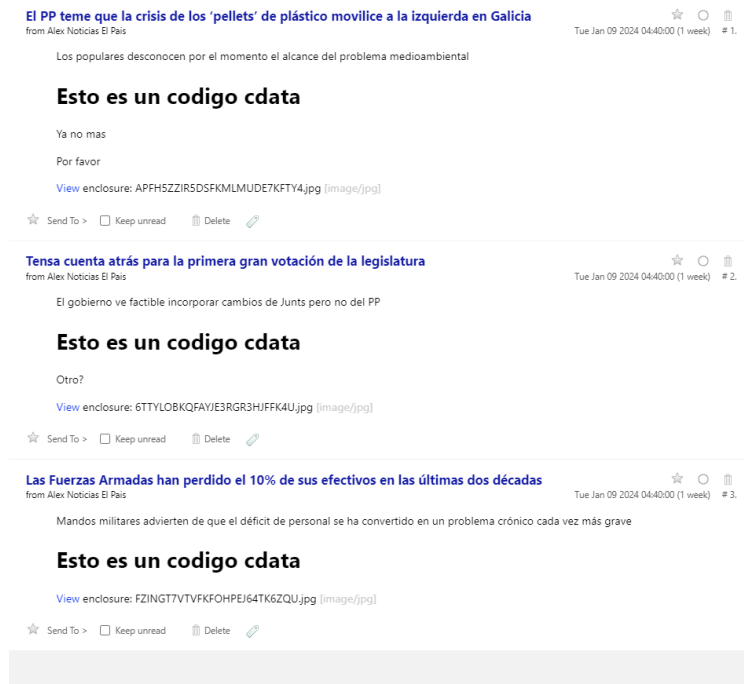 El PP teme que la crisis de los ‘pellets’ de plástico movilice a la izquierda en Galicia
from Alex Noticias El Pais
Tue Jan 09 2024 04:40:00 (1 week) # 1.
Los populares desconocen por el momento el alcance del problema medioambiental
Esto es un codigo cdata
Ya no mas
Por favor
View enclosure: APFH5ZZIR5DSFKMLMUDE7KFTY4.jpg [image/jpg]
Send To > Keep unread Delete
Tensa cuenta atrás para la primera gran votación de la legislatura
from Alex Noticias El Pais
Tue Jan 09 2024 04:40:00 (1 week) # 2.
El gobierno ve factible incorporar cambios de Junts pero no del PP
Esto es un codigo cdata
Otro?
View enclosure: 6TTYLOBKQFAYJE3RGR3HJFFK4U.jpg [image/jpg]
Send To > Keep unread Delete
Las Fuerzas Armadas han perdido el 10% de sus efectivos en las últimas dos décadas
from Alex Noticias El Pais
Tue Jan 09 2024 04:40:00 (1 week) # 3.
Mandos militares advierten de que el déficit de personal se ha convertido en un problema crónico cada vez más grave
Esto es un codigo cdata
View enclosure: FZINGT7VTVFKFOHPEJ64TK6ZQU.jpg [image/jpg]
Send To > Keep unread Delete